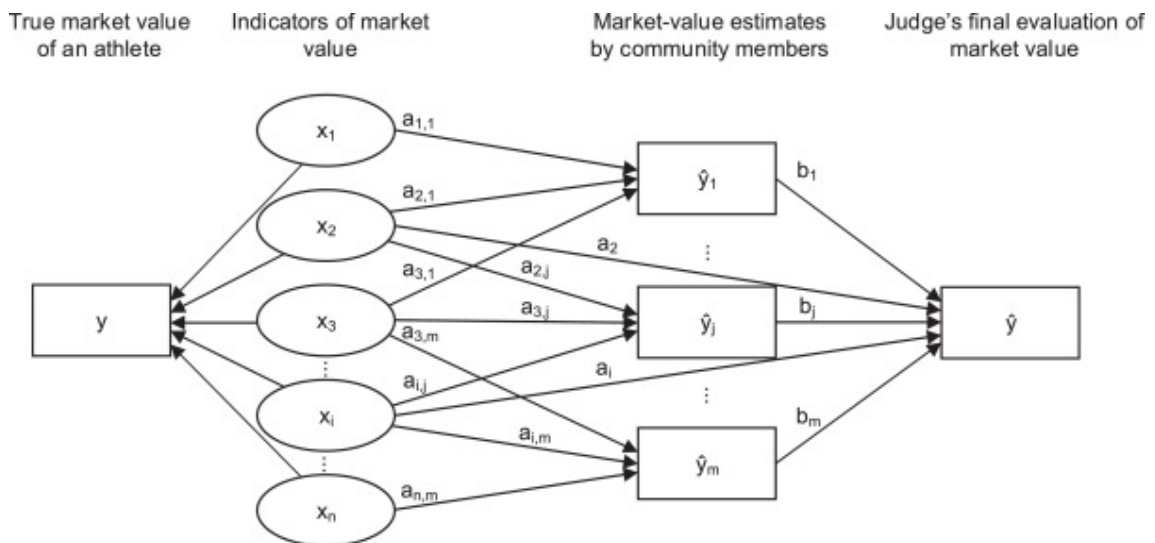 True market value
of an athlete
Indicators of market
value
Market-value estimates
by community members
Judge's final evaluation of
market value
x₁
a₁,₁
ŷ₁
b₁
x₂
a₂,₁
a₂
⋮
a₃,₁
a₂,ⱼ
y
x₃
a₃,ⱼ
ŷⱼ
bⱼ
ŷ
a₃,ₘ
⋮
xᵢ
aᵢ,ⱼ
aᵢ
⋮
aᵢ,ₘ
bₘ
⋮
ŷₘ
xₙ
aₙ,ₘ